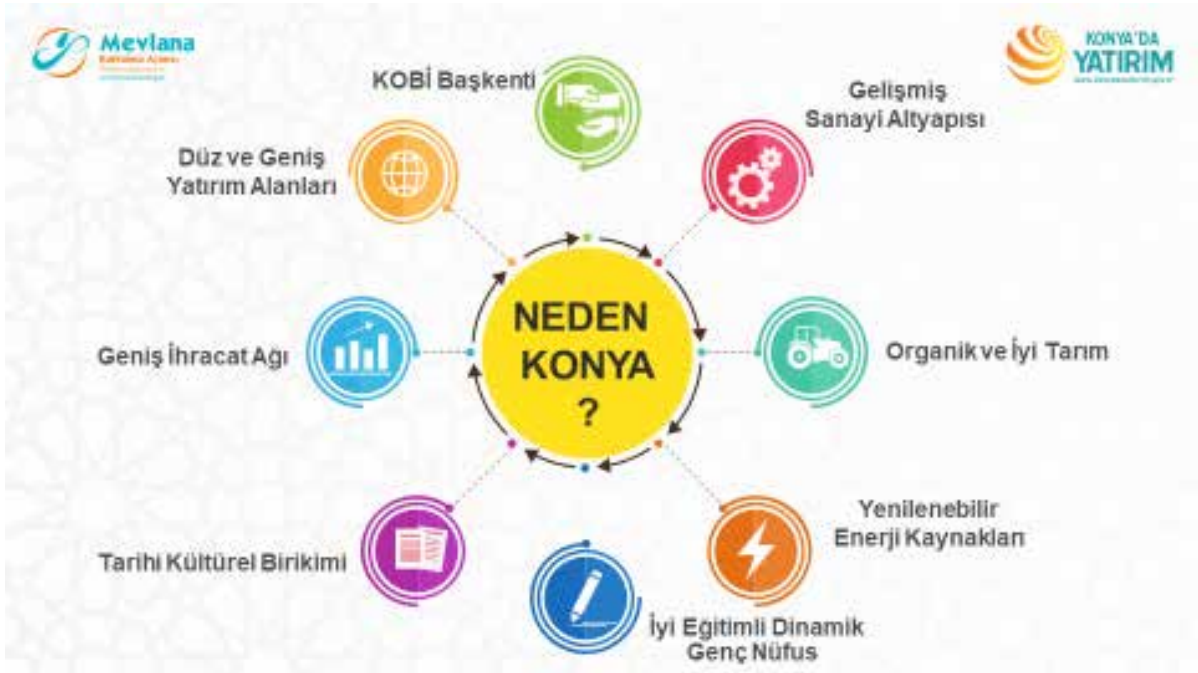 Mevlana
KONYA'DA
YATIRIM
KOBİ Başkenti
Gelişmiş
Sanayi Altyapısı
Düz ve Geniş
Yatırım Alanları
NEDEN
KONYA
?
Geniş İhracat Ağı
Organik ve İyi Tarım
Yenilenebilir
Enerji Kaynakları
Tarihi Kültürel Birikimi
İyi Eğitimli Dinamik
Genç Nüfus